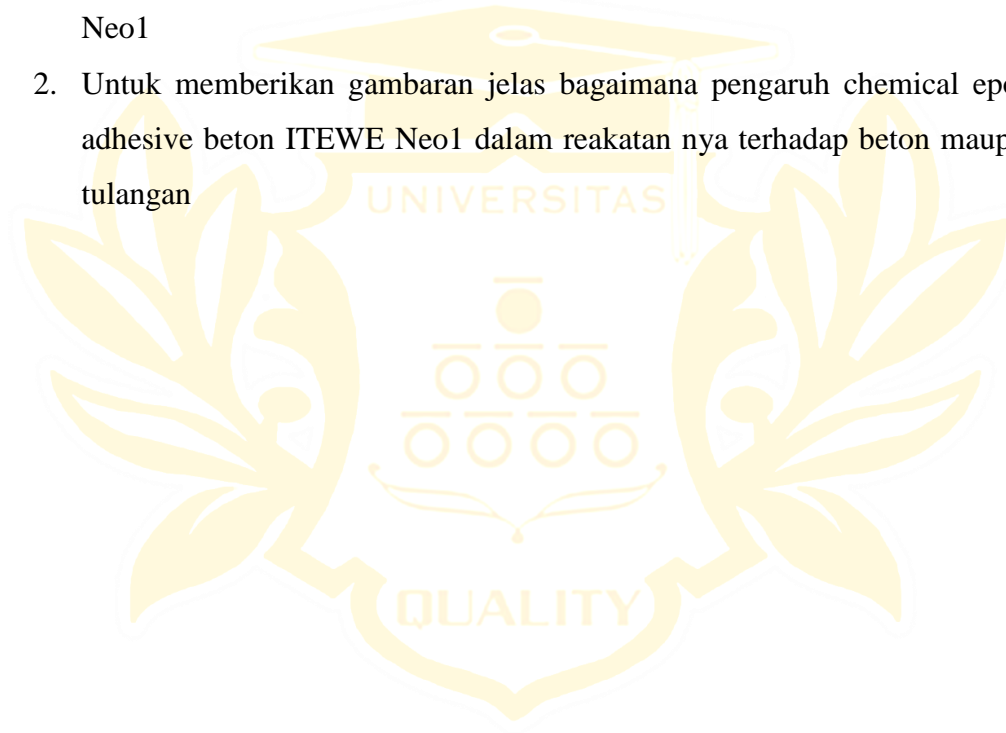 Neo1
2. Untuk memberikan gambaran jelas bagaimana pengaruh chemical
adhesive beton ITEWE Neo1 dalam reakatan nya terhadap beton
tulangan
UNIVERSITAS
QUALITY